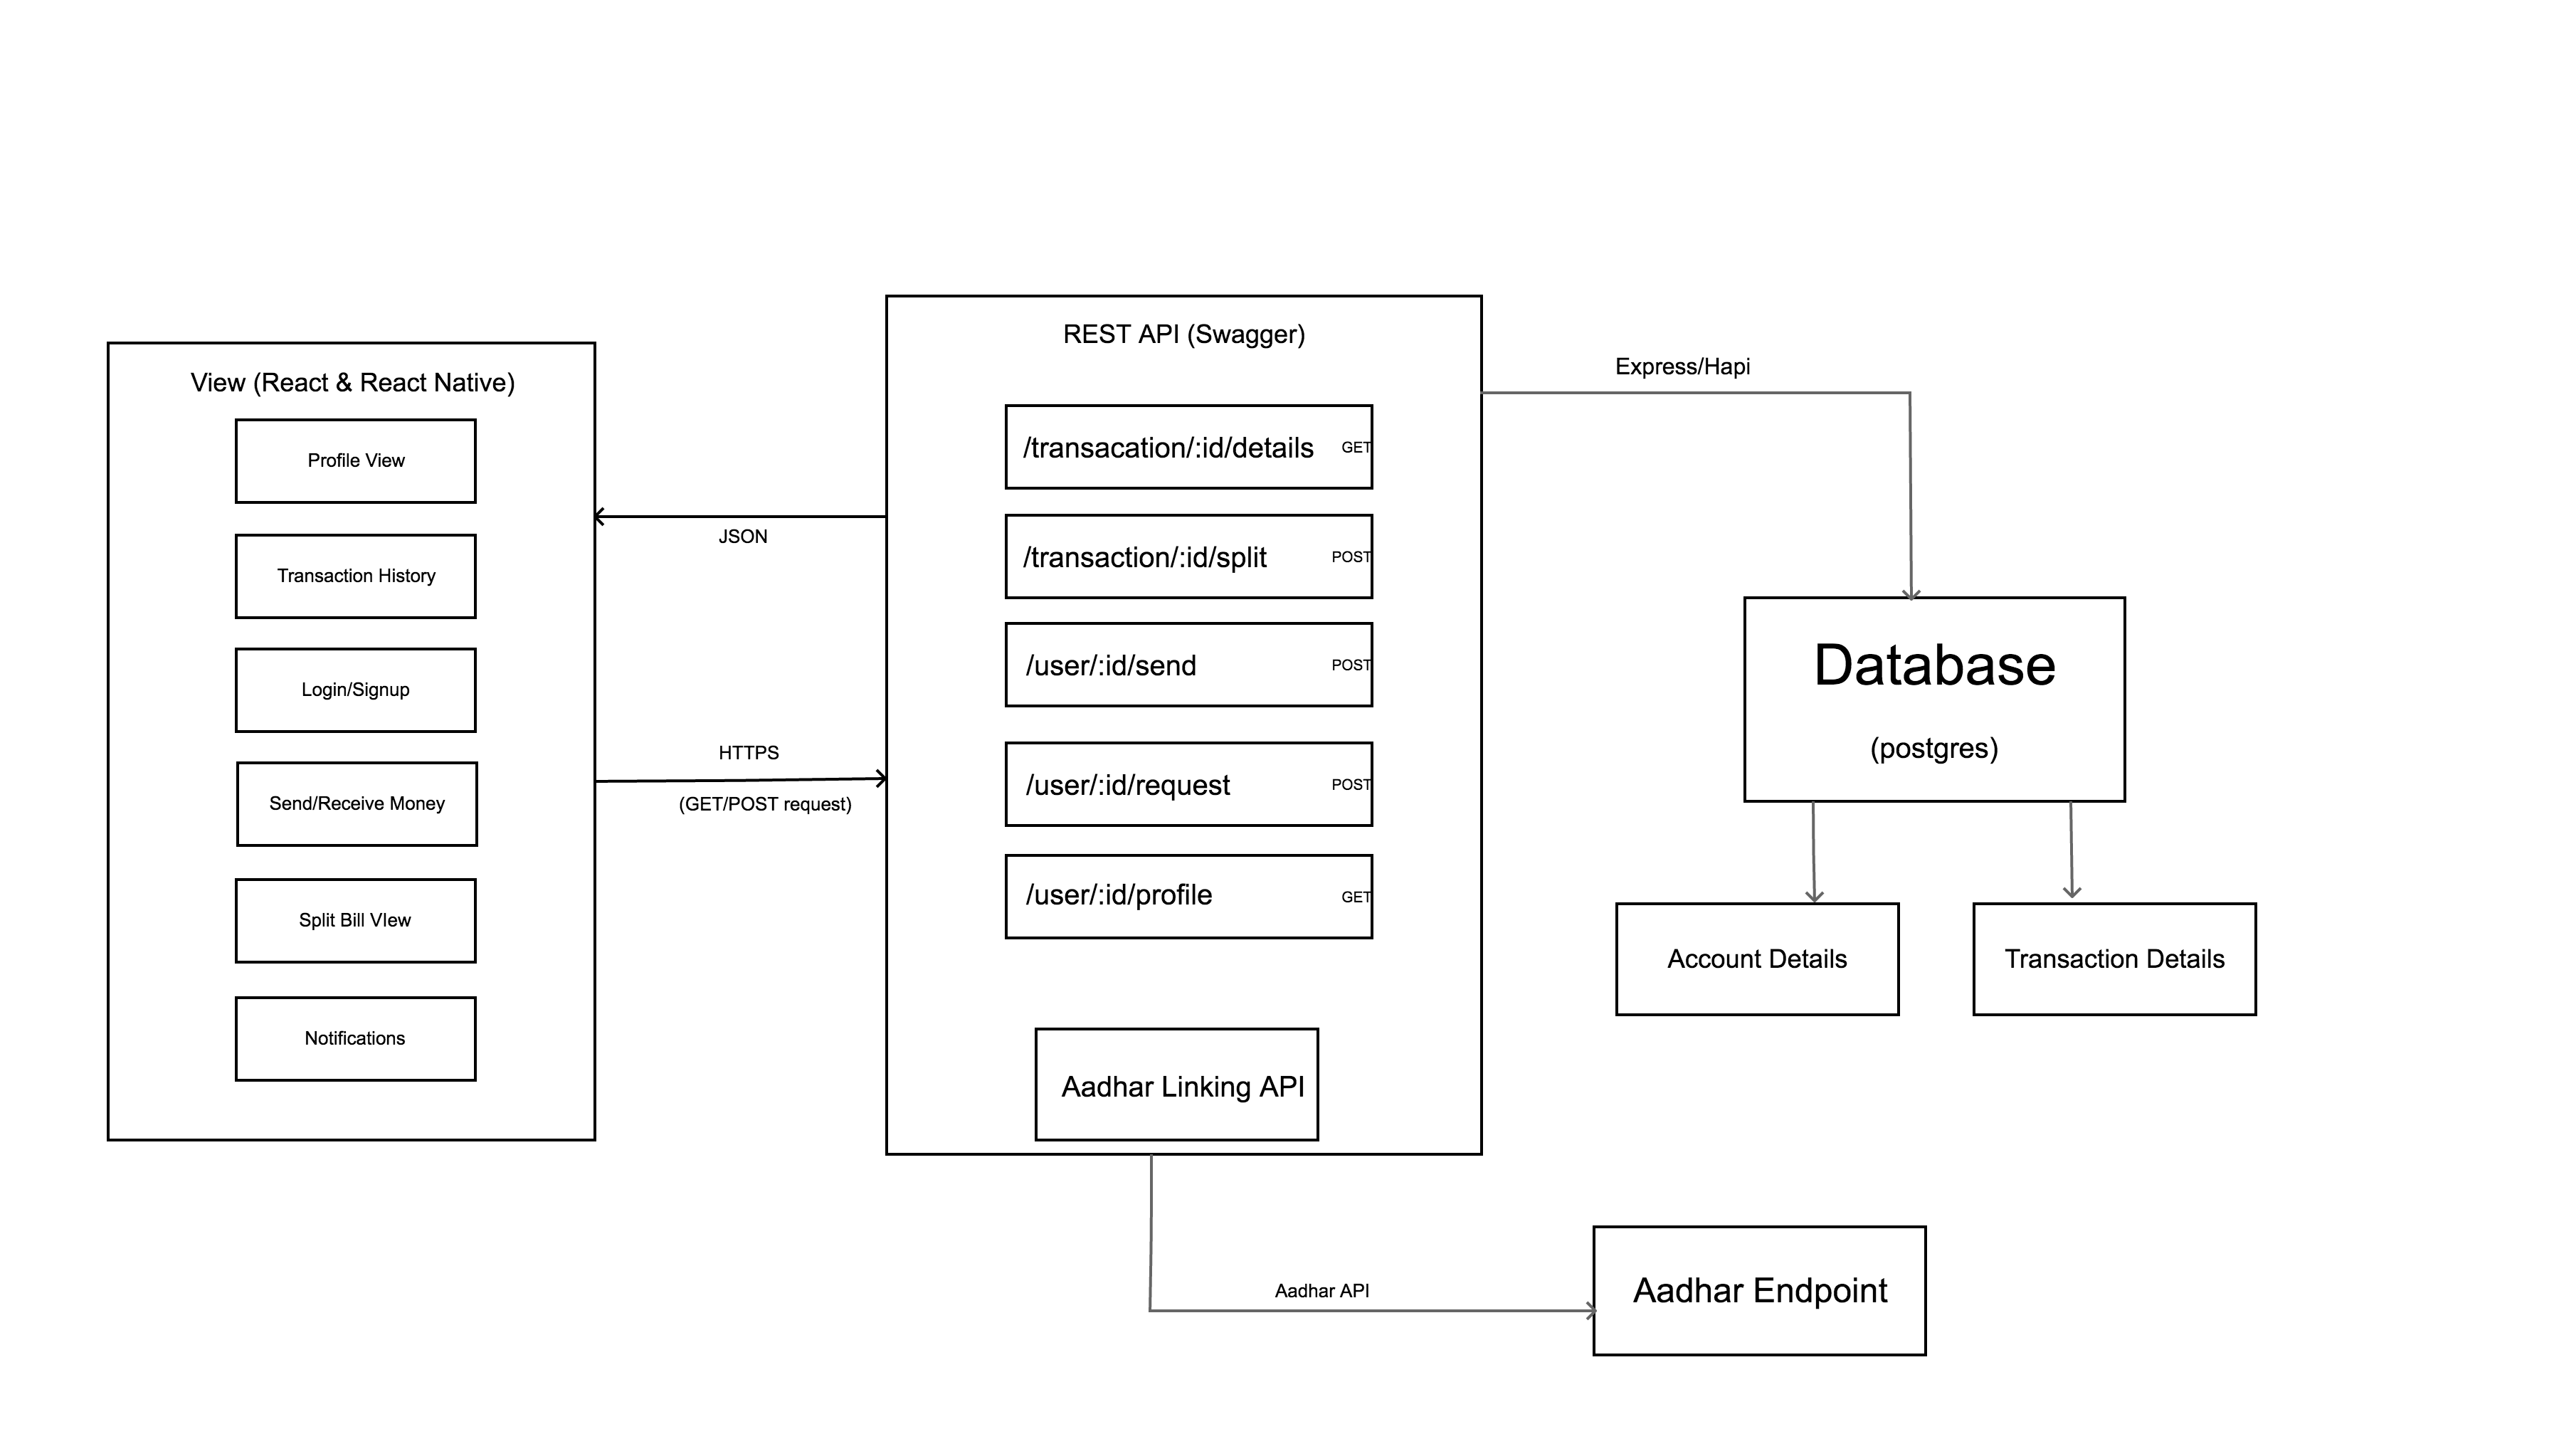 View (React & React Native)
Profile View
Transaction History
Login/Signup
Send/Receive Money
Split Bill VIew
Notifications
JSON
HTTPS
(GET/POST request)
REST API (Swagger)
/transacation/:id/details GET
/transaction/:id/split POST
/user/:id/send POST
/user/:id/request POST
/user/:id/profile GET
Aadhar Linking API
Express/Hapi
Database
(postgres)
Account Details
Transaction Details
Aadhar API
Aadhar Endpoint